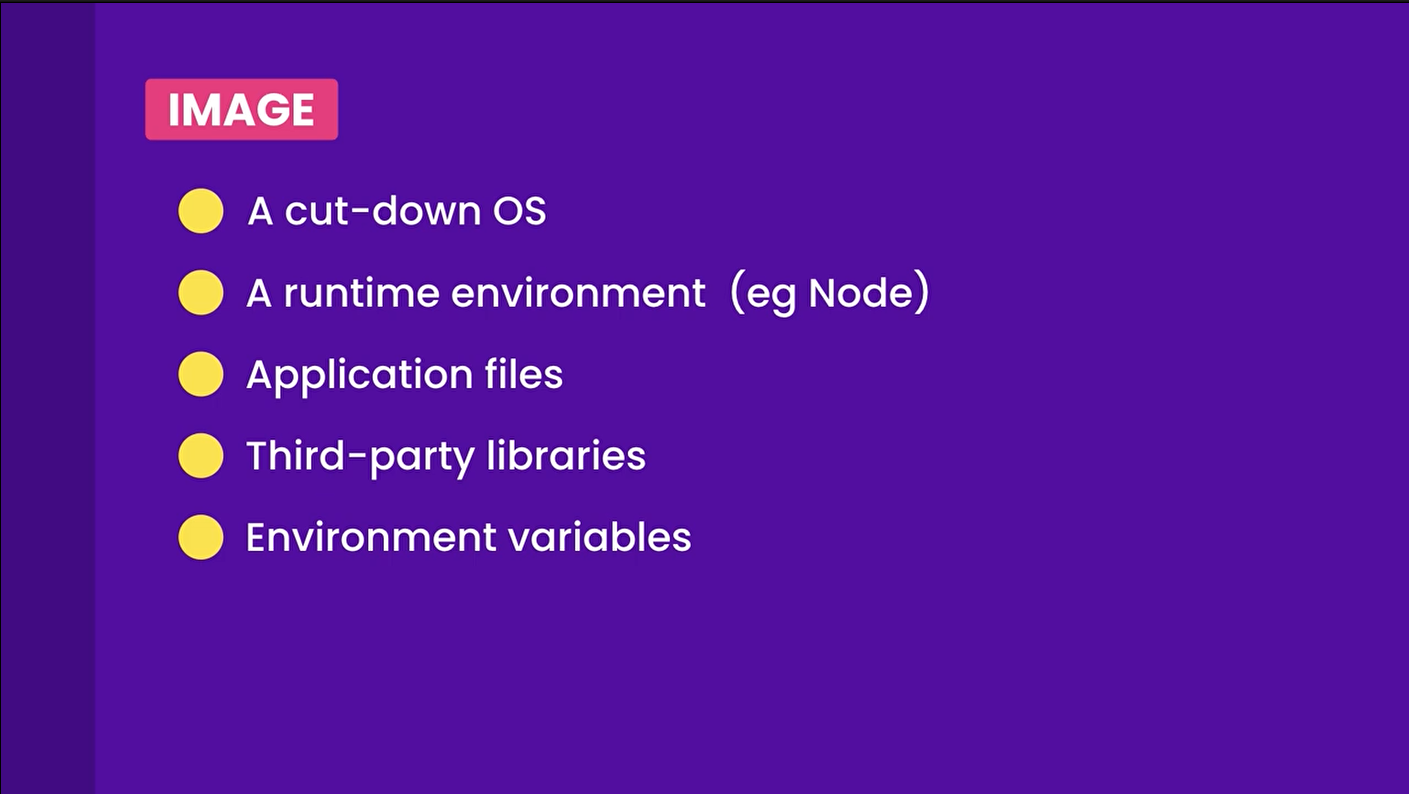 IMAGE
A cut-down OS
A runtime environment (eg Node)
Application files
Third-party libraries
Environment variables